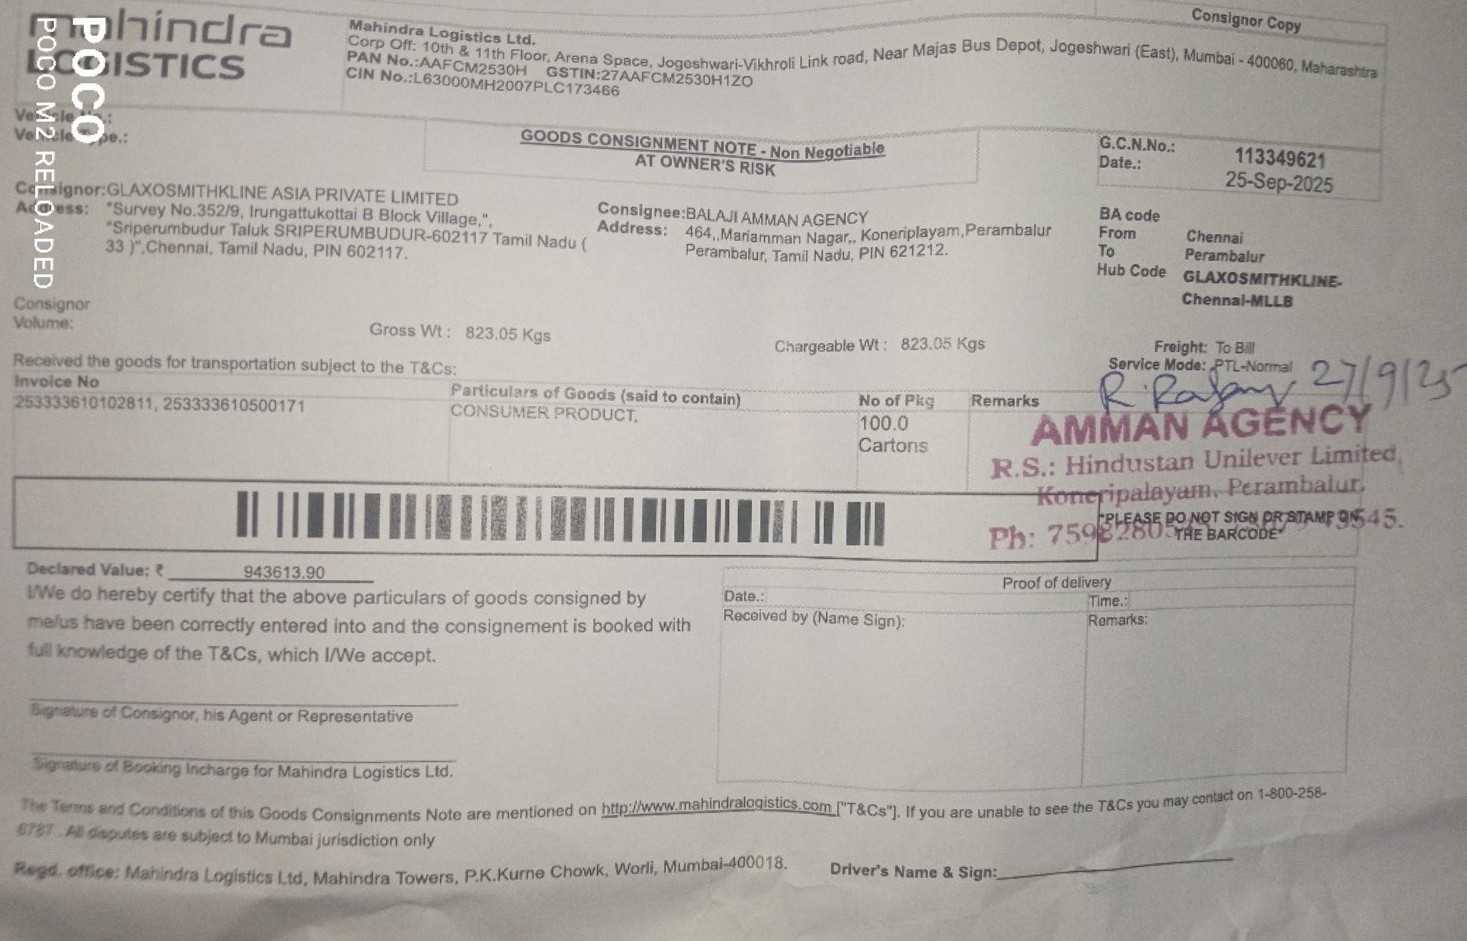 mahindra
LOGISTICS
POCO
POCO M2 RELOADED
Consignor Copy
Mahindra Logistics Ltd.
Corp Off: 10th & 11th Floor, Arena Space, Jogeshwari-Vikhroli Link road, Near Majas Bus Depot, Jogeshwari (East), Mumbai - 400060, Maharashtra
PAN No.:AAFCM2530H GSTIN:27AAFCM2530H1ZO
CIN No.:L63000MH2007PLC173466
Vehicle No.:
Vehicle Type.:
GOODS CONSIGNMENT NOTE - Non Negotiable
AT OWNER'S RISK
G.C.N.No.: 113349621
Date.: 25-Sep-2025
Consignor:GLAXOSMITHKLINE ASIA PRIVATE LIMITED
Address: "Survey No.352/9, Irungattukottai B Block Village,",
"Sriperumbudur Taluk SRIPERUMBUDUR-602117 Tamil Nadu (
33 )",Chennai, Tamil Nadu, PIN 602117.
Consignee:BALAJI AMMAN AGENCY
Address: 464,,Mariamman Nagar,, Koneriplayam,Perambalur
Perambalur, Tamil Nadu, PIN 621212.
BA code
From Chennai
To Perambalur
Hub Code GLAXOSMITHKLINE-
Chennai-MLLB
Consignor
Volume:
Gross Wt : 823.05 Kgs
Chargeable Wt : 823.05 Kgs
Freight: To Bill
Service Mode: PTL-Normal
27/9/25
Received the goods for transportation subject to the T&Cs:
Invoice No
253333610102811, 253333610500171
Particulars of Goods (said to contain)
CONSUMER PRODUCT,
No of Pkg
100.0
Cartons
Remarks
AMMAN AGENCY
R.S.: Hindustan Unilever Limited,
Koneripalayam, Perambalur.
Ph:
*PLEASE DO NOT SIGN OR STAMP ON
THE BARCODE*
Declared Value: ₹ 943613.90
I/We do hereby certify that the above particulars of goods consigned by
me/us have been correctly entered into and the consignement is booked with
full knowledge of the T&Cs, which I/We accept.
Proof of delivery
Date.:
Time.:
Received by (Name Sign):
Remarks:
Signature of Consignor, his Agent or Representative
Signature of Booking Incharge for Mahindra Logistics Ltd.
The Terms and Conditions of this Goods Consignments Note are mentioned on http://www.mahindralogistics.com ["T&Cs"]. If you are unable to see the T&Cs you may contact on 1-800-258-
6787 . All disputes are subject to Mumbai jurisdiction only
Regd. office: Mahindra Logistics Ltd, Mahindra Towers, P.K.Kurne Chowk, Worli, Mumbai-400018.
Driver's Name & Sign: